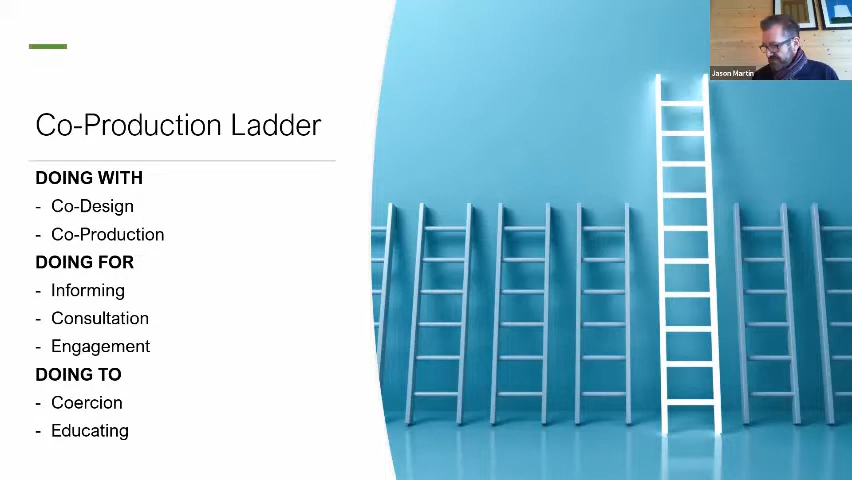 Co-Production Ladder
DOING WITH
- Co-Design
- Co-Production
DOING FOR
- Informing
- Consultation
- Engagement
DOING TO
- Coercion
- Educating
Jason Martin